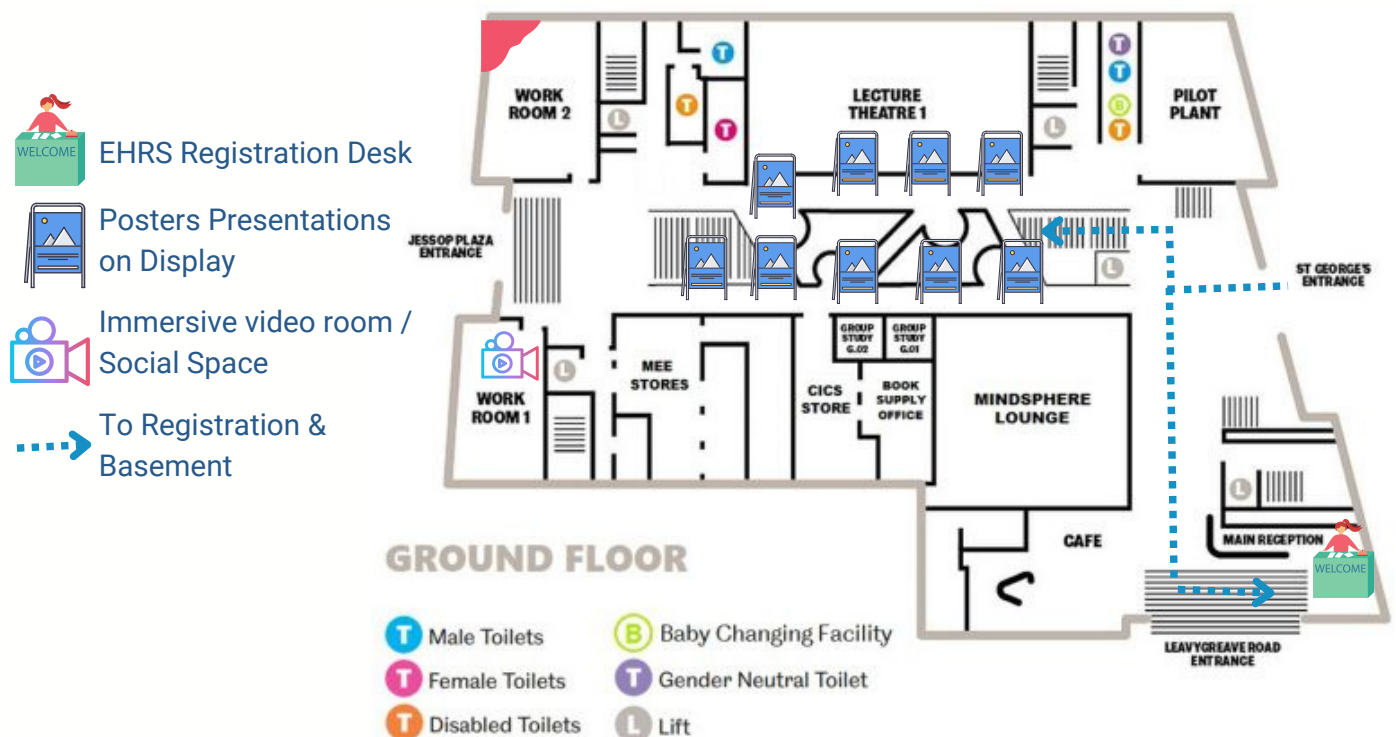 WELCOME
EHRS Registration Desk
Posters Presentations
on Display
Immersive video room /
Social Space
To Registration &
Basement
WORK
ROOM 2
L
T
T
T
LECTURE
THEATRE 1
L
T
T
B
T
PILOT
PLANT
JESSOP PLAZA
ENTRANCE
L
ST GEORGE'S
ENTRANCE
WORK
ROOM 1
L
MEE
STORES
CICS
STORE
GROUP
STUDY
G.02
GROUP
STUDY
G.01
BOOK
SUPPLY
OFFICE
MINDSPHERE
LOUNGE
L
CAFE
MAIN RECEPTION
WELCOME
LEAVYGREAVE ROAD
ENTRANCE
GROUND FLOOR
T Male Toilets
T Female Toilets
T Disabled Toilets
B Baby Changing Facility
T Gender Neutral Toilet
L Lift